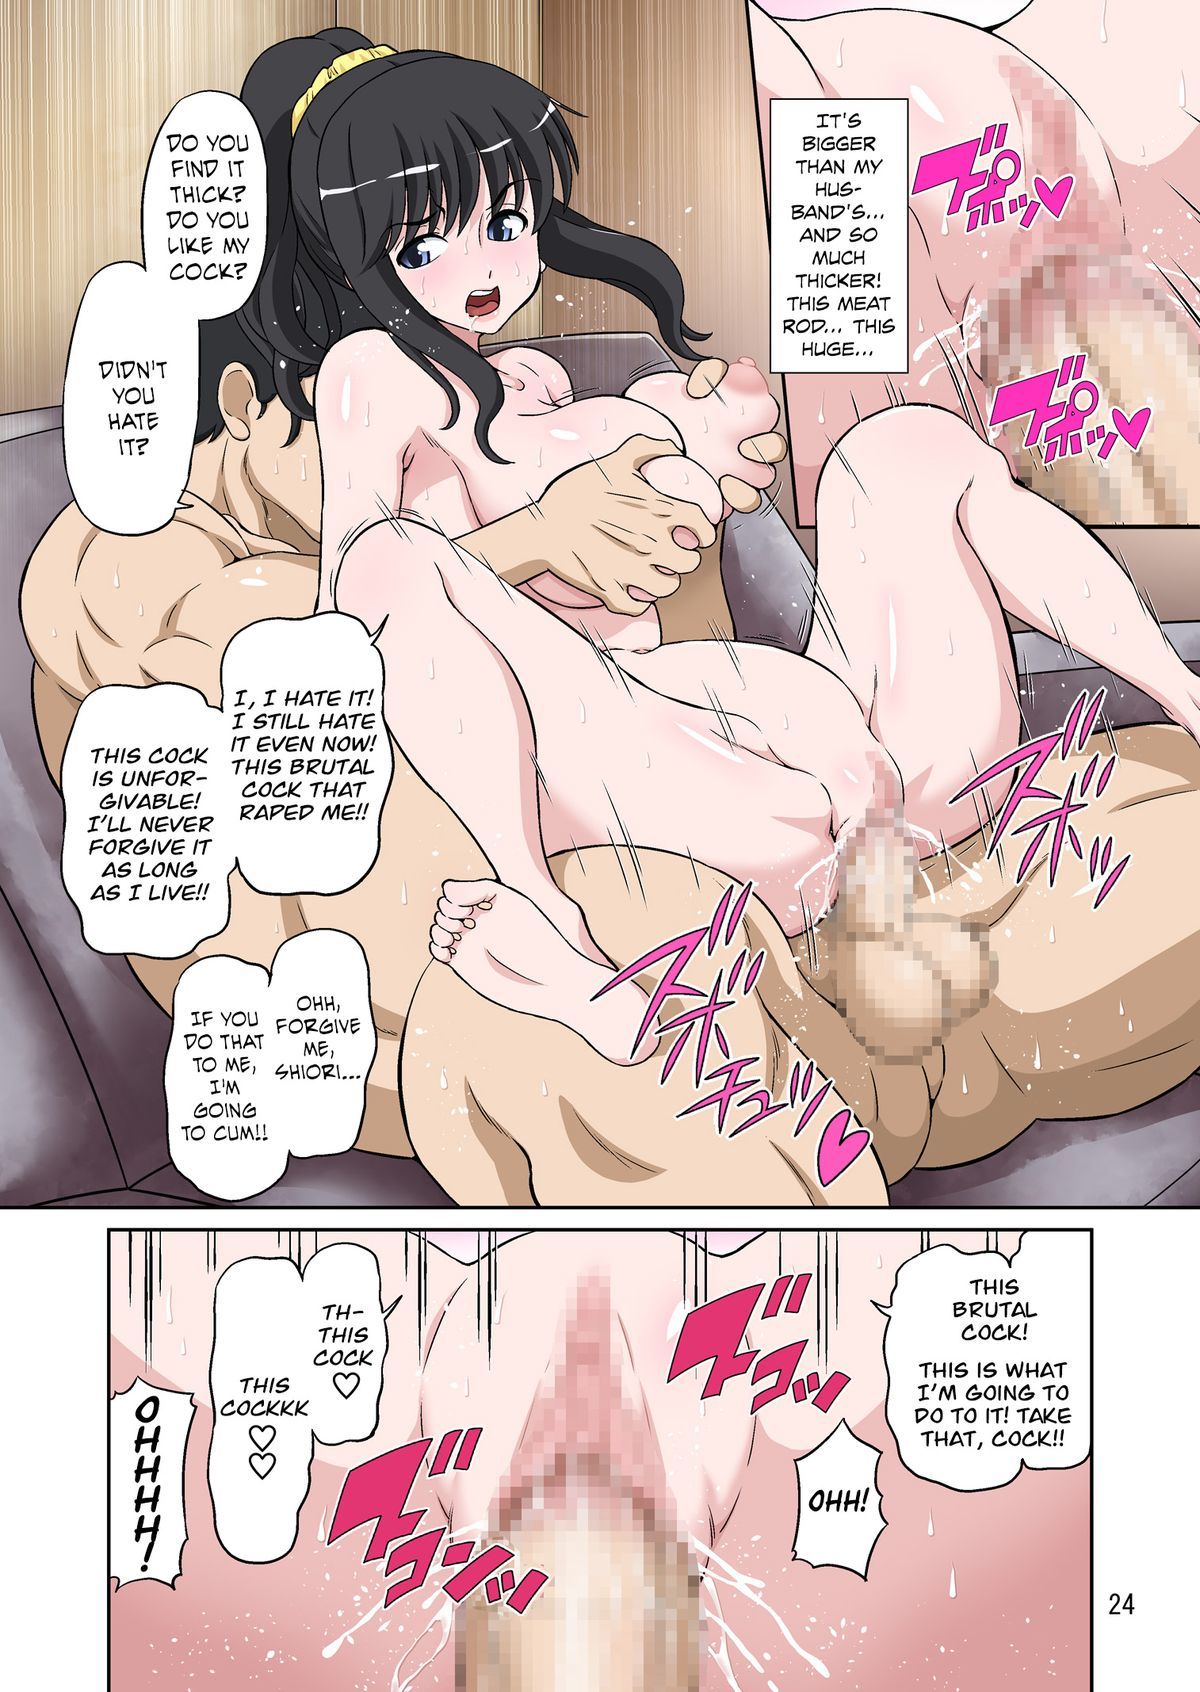 IT'S
BIGGER
THAN MY
HUS-
BAND'S...
AND SO
MUCH
THICKER!
THIS MEAT
ROD... THIS
HUGE...
ズポッ♡
ズポッ♡
DO YOU
FIND IT
THICK?
DO YOU
LIKE MY
COCK?
DIDN'T
YOU
HATE
IT?
I, I HATE IT!
I STILL HATE
IT EVEN NOW!
THIS BRUTAL
COCK THAT
RAPED ME!!
THIS COCK
IS UNFOR-
GIVABLE!
I'LL NEVER
FORGIVE IT
AS LONG
AS I LIVE!!
ズボボッ
ズボチュッ♡
OHH,
FORGIVE
ME,
SHIORI...
IF YOU
DO THAT
TO ME,
I'M
GOING
TO CUM!!
THIS
BRUTAL
COCK!
THIS IS WHAT
I'M GOING TO
DO TO IT! TAKE
THAT, COCK!!
OHH!
ズコッ
ズコンッ
TH-
THIS
COCK
♡
THIS
COCKKK
♡
♡
OHHHH!
24